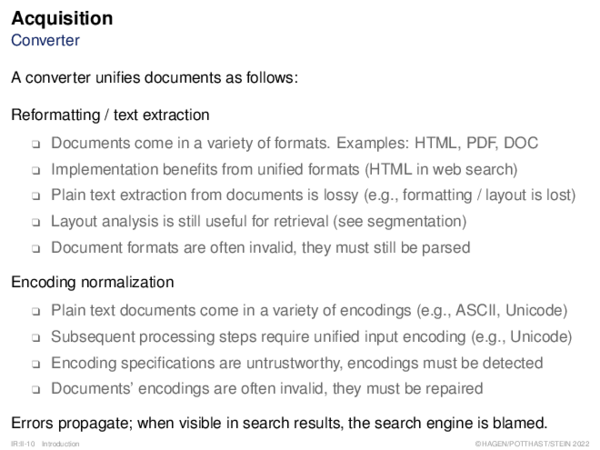 Acquisition
Converter
A converter unifies documents as follows:
Reformatting / text extraction
❑ Documents come in a variety of formats. Examples: HTML, PDF, DOC
❑ Implementation benefits from unified formats (HTML in web search)
❑ Plain text extraction from documents is lossy (e.g., formatting / layout is lost)
❑ Layout analysis is still useful for retrieval (see segmentation)
❑ Document formats are often invalid, they must still be parsed
Encoding normalization
❑ Plain text documents come in a variety of encodings (e.g., ASCII, Unicode)
❑ Subsequent processing steps require unified input encoding (e.g., Unicode)
❑ Encoding specifications are untrustworthy, encodings must be detected
❑ Documents’ encodings are often invalid, they must be repaired
Errors propagate; when visible in search results, the search engine is blamed.
IR:II-10 Introduction ©HAGEN/POTTHAST/STEIN 2022